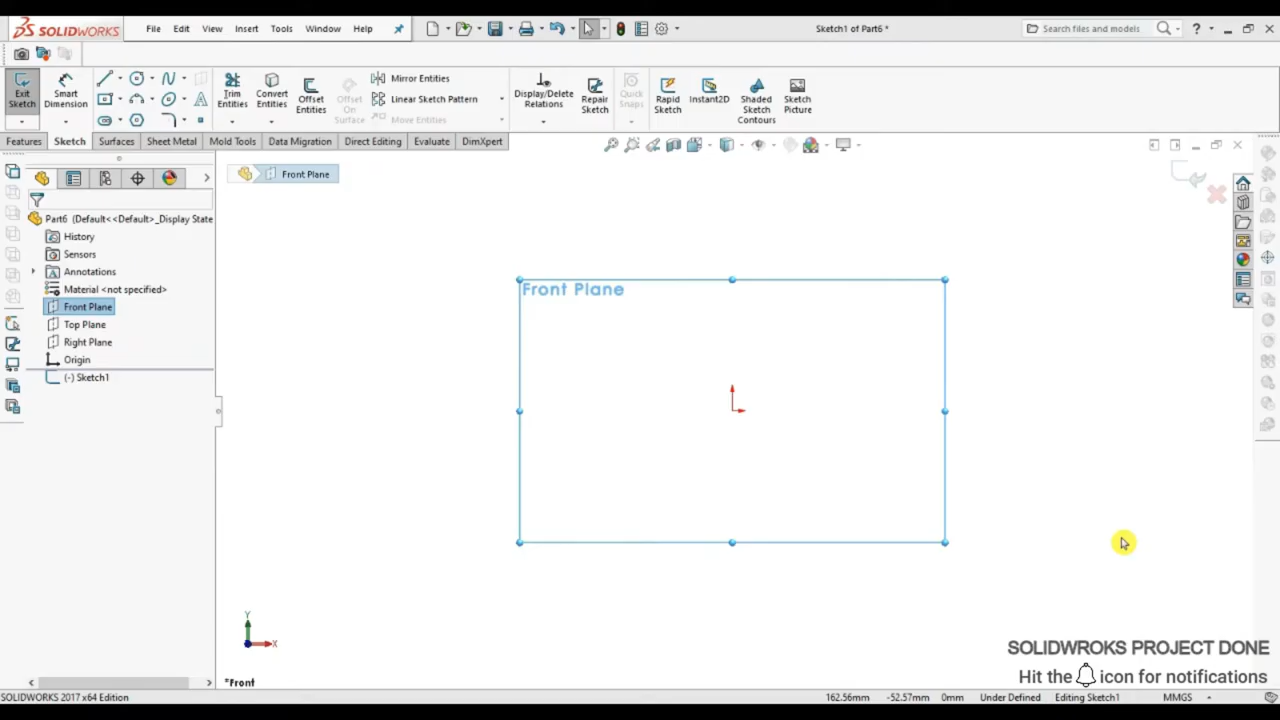 SOLIDWORKS
File Edit View Insert Tools Window Help
Sketch1 of Part6 *
Search files and models
Exit Sketch
Smart Dimension
Trim Entities
Convert Entities
Offset Entities
Offset On Surface
Mirror Entities
Linear Sketch Pattern
Move Entities
Display/Delete Relations
Repair Sketch
Quick Snaps
Rapid Sketch
Instant2D
Shaded Sketch Contours
Sketch Picture
Features Sketch Surfaces Sheet Metal Mold Tools Data Migration Direct Editing Evaluate DimXpert
Front Plane
Part6 (Default<<Default>_Display State
History
Sensors
Annotations
Material <not specified>
Front Plane
Top Plane
Right Plane
Origin
(-) Sketch1
Front Plane
Y
X
*Front
SOLIDWROKS PROJECT DONE
Hit the icon for notifications
SOLIDWORKS 2017 x64 Edition
162.56mm -52.57mm 0mm Under Defined Editing Sketch1 MMGS